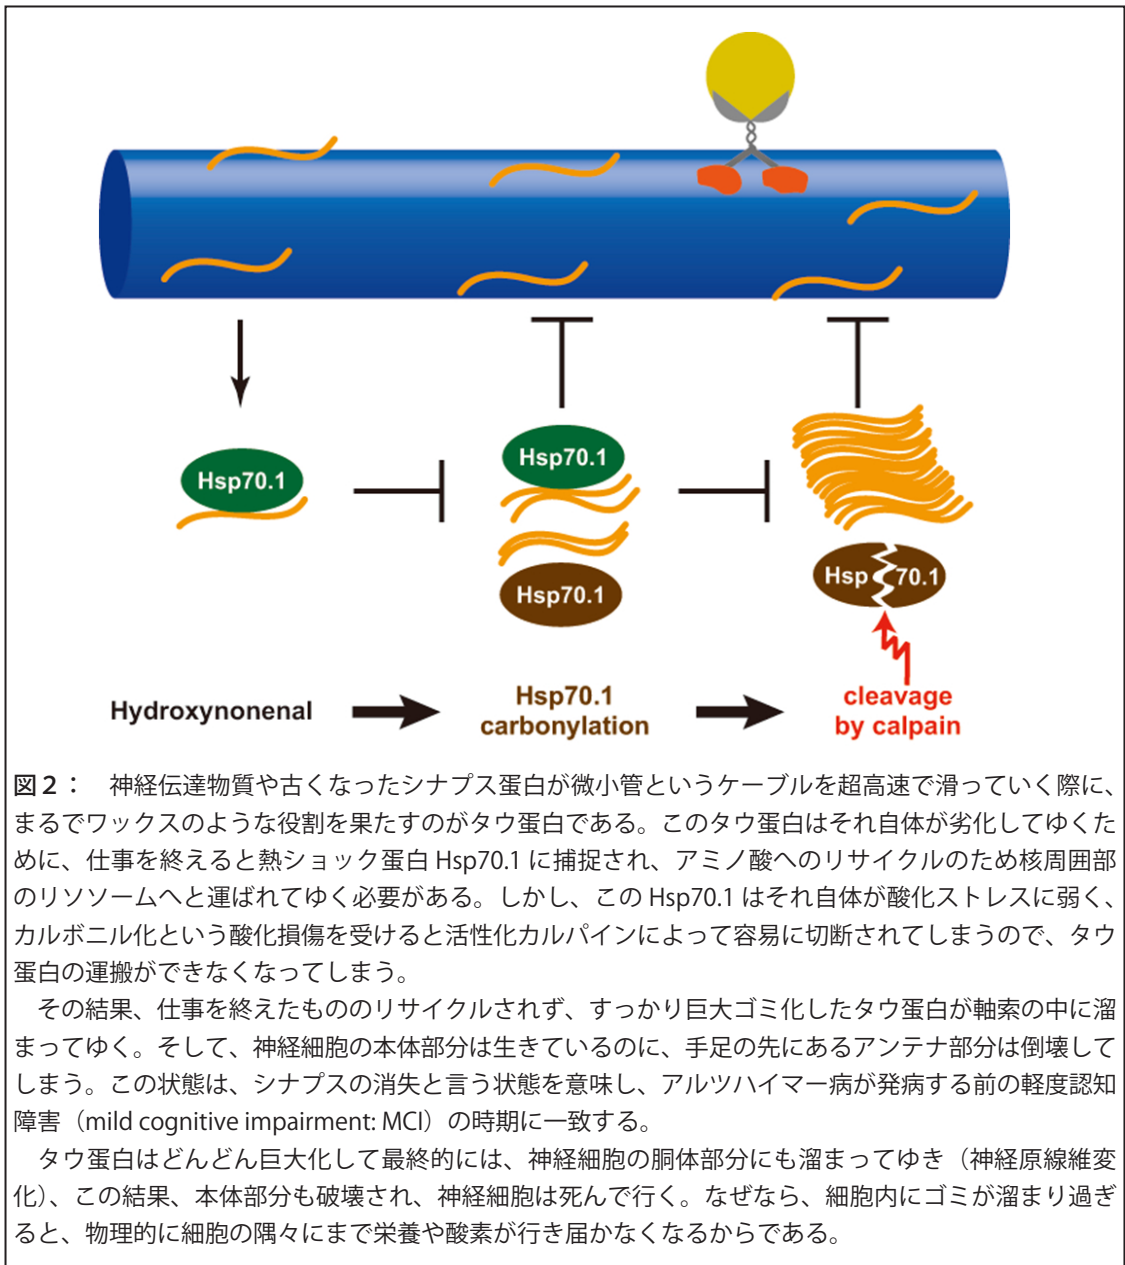 Hsp70.1
Hsp70.1
Hsp70.1
Hsp 70.1
Hydroxynonenal
Hsp70.1
carbonylation
cleavage
by calpain
図2: 神経伝達物質や古くなったシナプス蛋白が微小管というケーブルを超高速で滑っていく際に、
まるでワックスのような役割を果たすのがタウ蛋白である。このタウ蛋白はそれ自体が劣化してゆくた
めに、仕事を終えると熱ショック蛋白 Hsp70.1 に捕捉され、アミノ酸へのリサイクルのため核周囲部
のリソソームへと運ばれてゆく必要がある。しかし、この Hsp70.1 はそれ自体が酸化ストレスに弱く、
カルボニル化という酸化損傷を受けると活性化カルパインによって容易に切断されてしまうので、タウ
蛋白の運搬ができなくなってしまう。
その結果、仕事を終えたもののリサイクルされず、すっかり巨大ゴミ化したタウ蛋白が軸索の中に溜
まってゆく。そして、神経細胞の本体部分は生きているのに、手足の先にあるアンテナ部分は倒壊して
しまう。この状態は、シナプスの消失と言う状態を意味し、アルツハイマー病が発病する前の軽度認知
障害（mild cognitive impairment: MCI）の時期に一致する。
タウ蛋白はどんどん巨大化して最終的には、神経細胞の胴体部分にも溜まってゆき（神経原線維変
化）、この結果、本体部分も破壊され、神経細胞は死んで行く。なぜなら、細胞内にゴミが溜まり過ぎ
ると、物理的に細胞の隅々にまで栄養や酸素が行き届かなくなるからである。